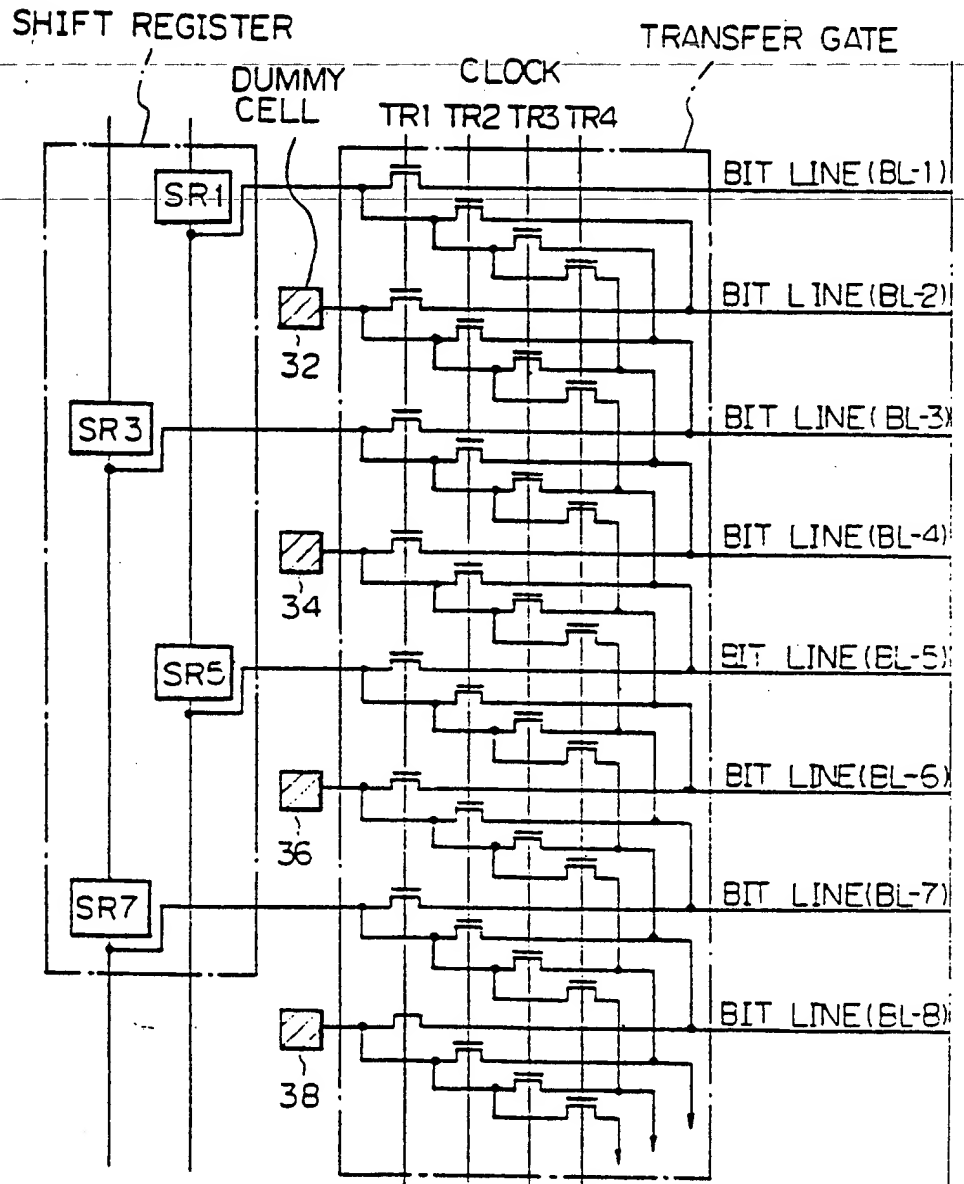 SHIFT REGISTER
TRANSFER GATE
DUMMY CELL
CLOCK
TR1 TR2 TR3 TR4
SR1
BIT LINE(BL-1)
BIT LINE(BL-2)
32
SR3
BIT LINE(BL-3)
34
BIT LINE(BL-4)
SR5
BIT LINE(BL-5)
36
BIT LINE(BL-6)
SR7
BIT LINE(BL-7)
38
BIT LINE(BL-8)